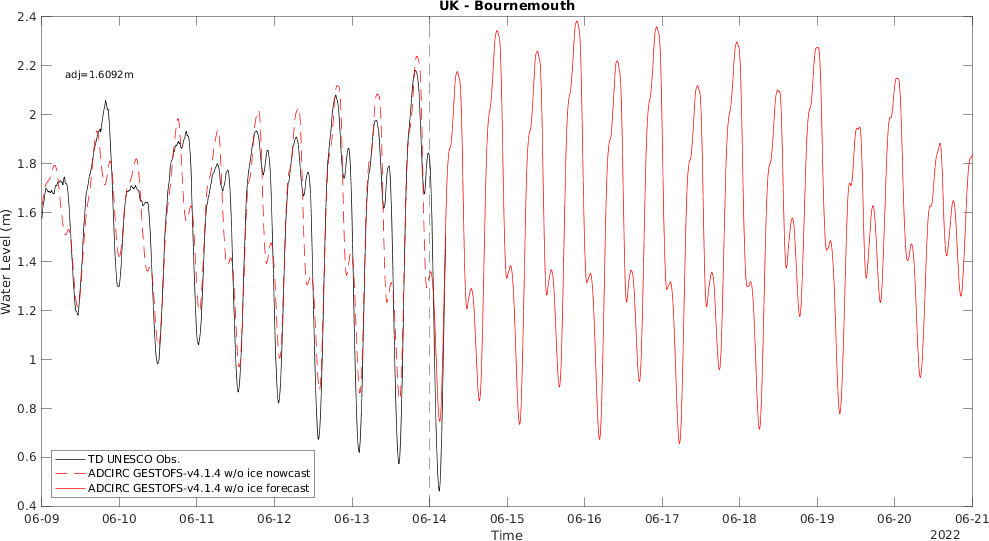 UK - Bournemouth
2.4
2.2
2
1.8
1.6
1.4
1.2
1
0.8
0.6
0.4
Water Level (m)
adj=1.6092m
TD UNESCO Obs.
ADCIRC GESTOFS-v4.1.4 w/o ice nowcast
ADCIRC GESTOFS-v4.1.4 w/o ice forecast
06-09 06-10 06-11 06-12 06-13 06-14 06-15 06-16 06-17 06-18 06-19 06-20 06-21
Time
2022